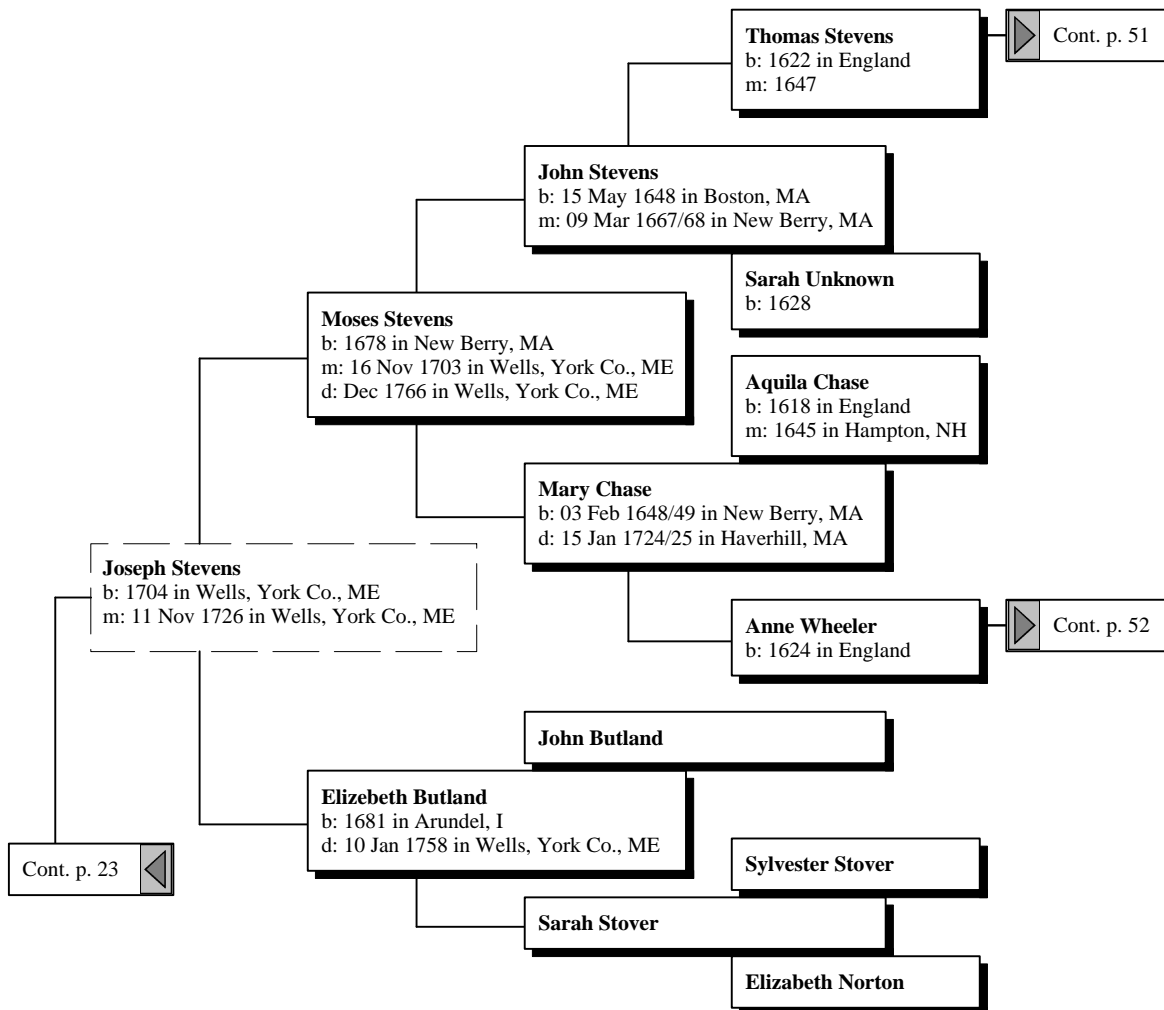 Thomas Stevens
b: 1622 in England
m: 1647
Cont. p. 51
John Stevens
b: 15 May 1648 in Boston, MA
m: 09 Mar 1667/68 in New Berry, MA
Sarah Unknown
b: 1628
Moses Stevens
b: 1678 in New Berry, MA
m: 16 Nov 1703 in Wells, York Co., ME
d: Dec 1766 in Wells, York Co., ME
Aquila Chase
b: 1618 in England
m: 1645 in Hampton, NH
Mary Chase
b: 03 Feb 1648/49 in New Berry, MA
d: 15 Jan 1724/25 in Haverhill, MA
Joseph Stevens
b: 1704 in Wells, York Co., ME
m: 11 Nov 1726 in Wells, York Co., ME
Anne Wheeler
b: 1624 in England
Cont. p. 52
John Butland
Elizebeth Butland
b: 1681 in Arundel, I
d: 10 Jan 1758 in Wells, York Co., ME
Cont. p. 23
Sylvester Stover
Sarah Stover
Elizabeth Norton